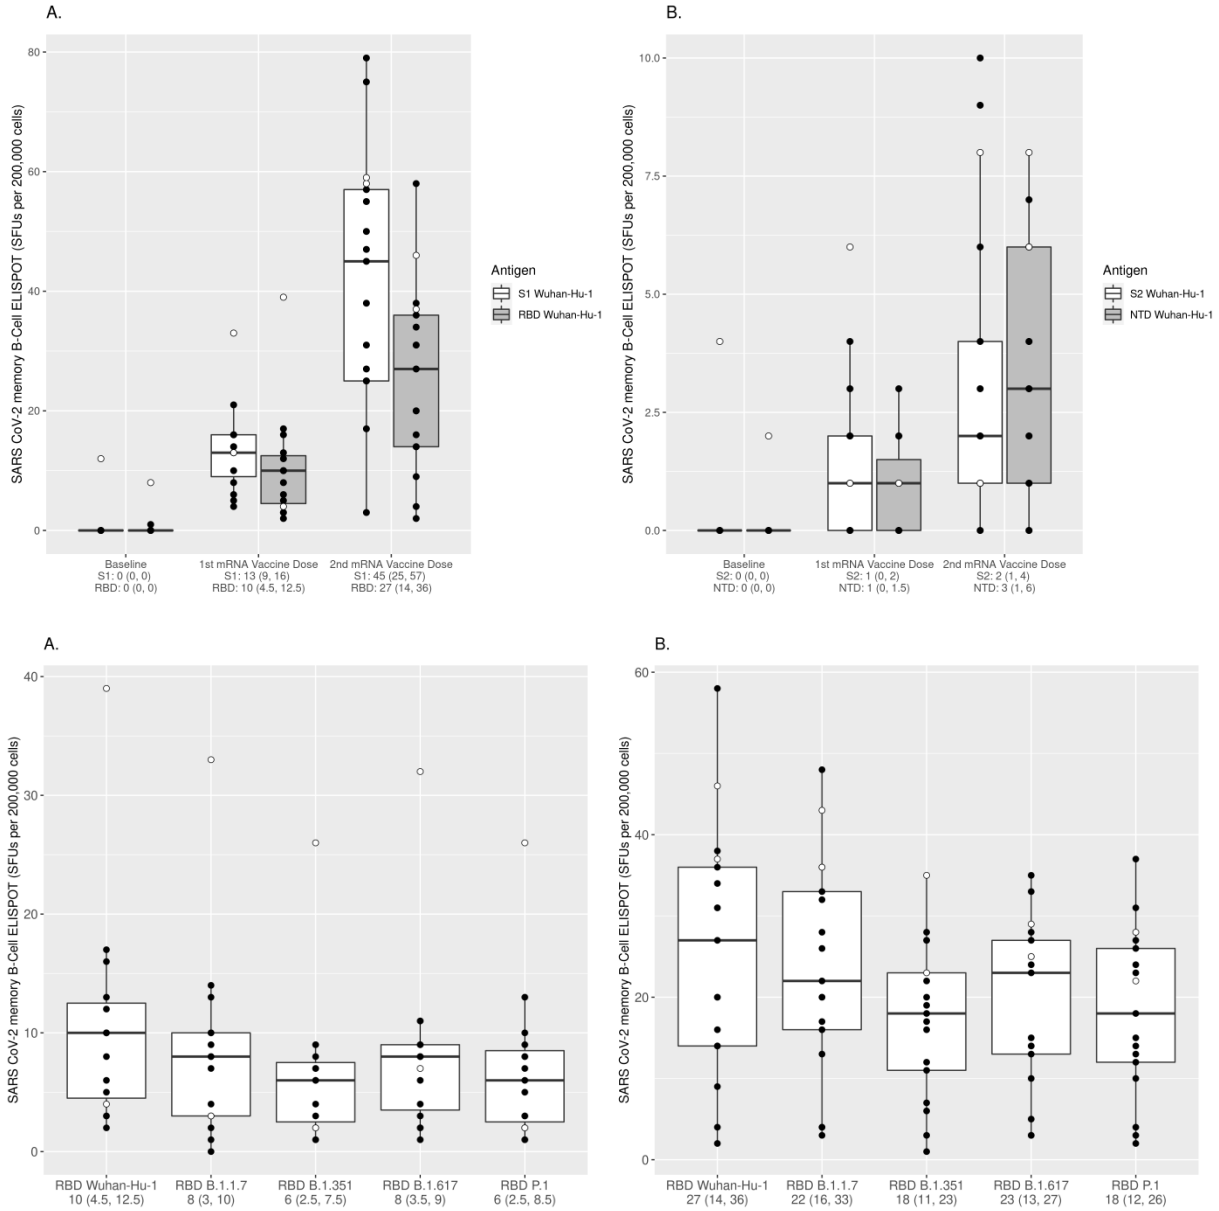 A.
SARS CoV-2 memory B-Cell ELISPOT (SFUs per 200,000 cells)
80
60
40
20
0
Baseline
S1: 0 (0, 0)
RBD: 0 (0, 0)
1st mRNA Vaccine Dose
S1: 13 (9, 16)
RBD: 10 (4.5, 12.5)
2nd mRNA Vaccine Dose
S1: 45 (25, 57)
RBD: 27 (14, 36)
Antigen
S1 Wuhan-Hu-1
RBD Wuhan-Hu-1
B.
SARS CoV-2 memory B-Cell ELISPOT (SFUs per 200,000 cells)
10.0
7.5
5.0
2.5
0.0
Baseline
S2: 0 (0, 0)
NTD: 0 (0, 0)
1st mRNA Vaccine Dose
S2: 1 (0, 2)
NTD: 1 (0, 1.5)
2nd mRNA Vaccine Dose
S2: 2 (1, 4)
NTD: 3 (1, 6)
Antigen
S2 Wuhan-Hu-1
NTD Wuhan-Hu-1
A.
SARS CoV-2 memory B-Cell ELISPOT (SFUs per 200,000 cells)
40
30
20
10
0
RBD Wuhan-Hu-1
10 (4.5, 12.5)
RBD B.1.1.7
8 (3, 10)
RBD B.1.351
6 (2.5, 7.5)
RBD B.1.617
8 (3.5, 9)
RBD P.1
6 (2.5, 8.5)
B.
SARS CoV-2 memory B-Cell ELISPOT (SFUs per 200,000 cells)
60
40
20
0
RBD Wuhan-Hu-1
27 (14, 36)
RBD B.1.1.7
22 (16, 33)
RBD B.1.351
18 (11, 23)
RBD B.1.617
23 (13, 27)
RBD P.1
18 (12, 26)